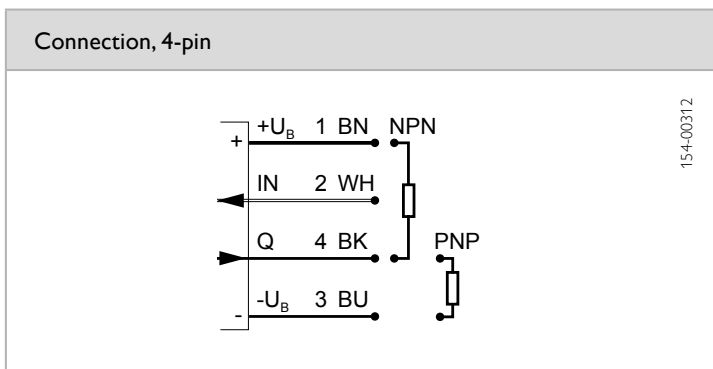 Connection, 4-pin
154-00312
+U_B 1 BN NPN
+
IN 2 WH
Q 4 BK PNP
-U_B 3 BU
-